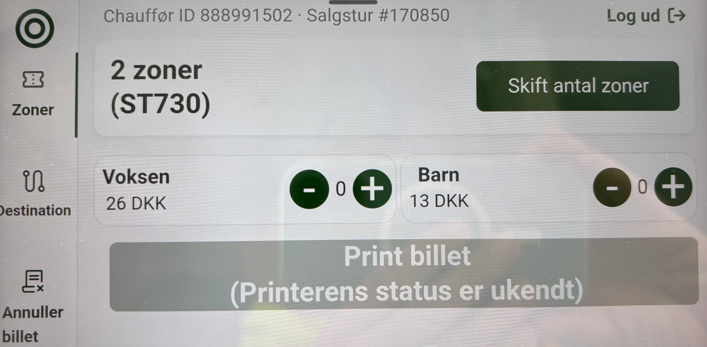 Chauffør ID 888991502 · Salgstur #170850
Log ud
Zoner
2 zoner
(ST730)
Skift antal zoner
Destination
Voksen
26 DKK
- 0 +
Barn
13 DKK
- 0 +
Annuller
billet
Print billet
(Printerens status er ukendt)